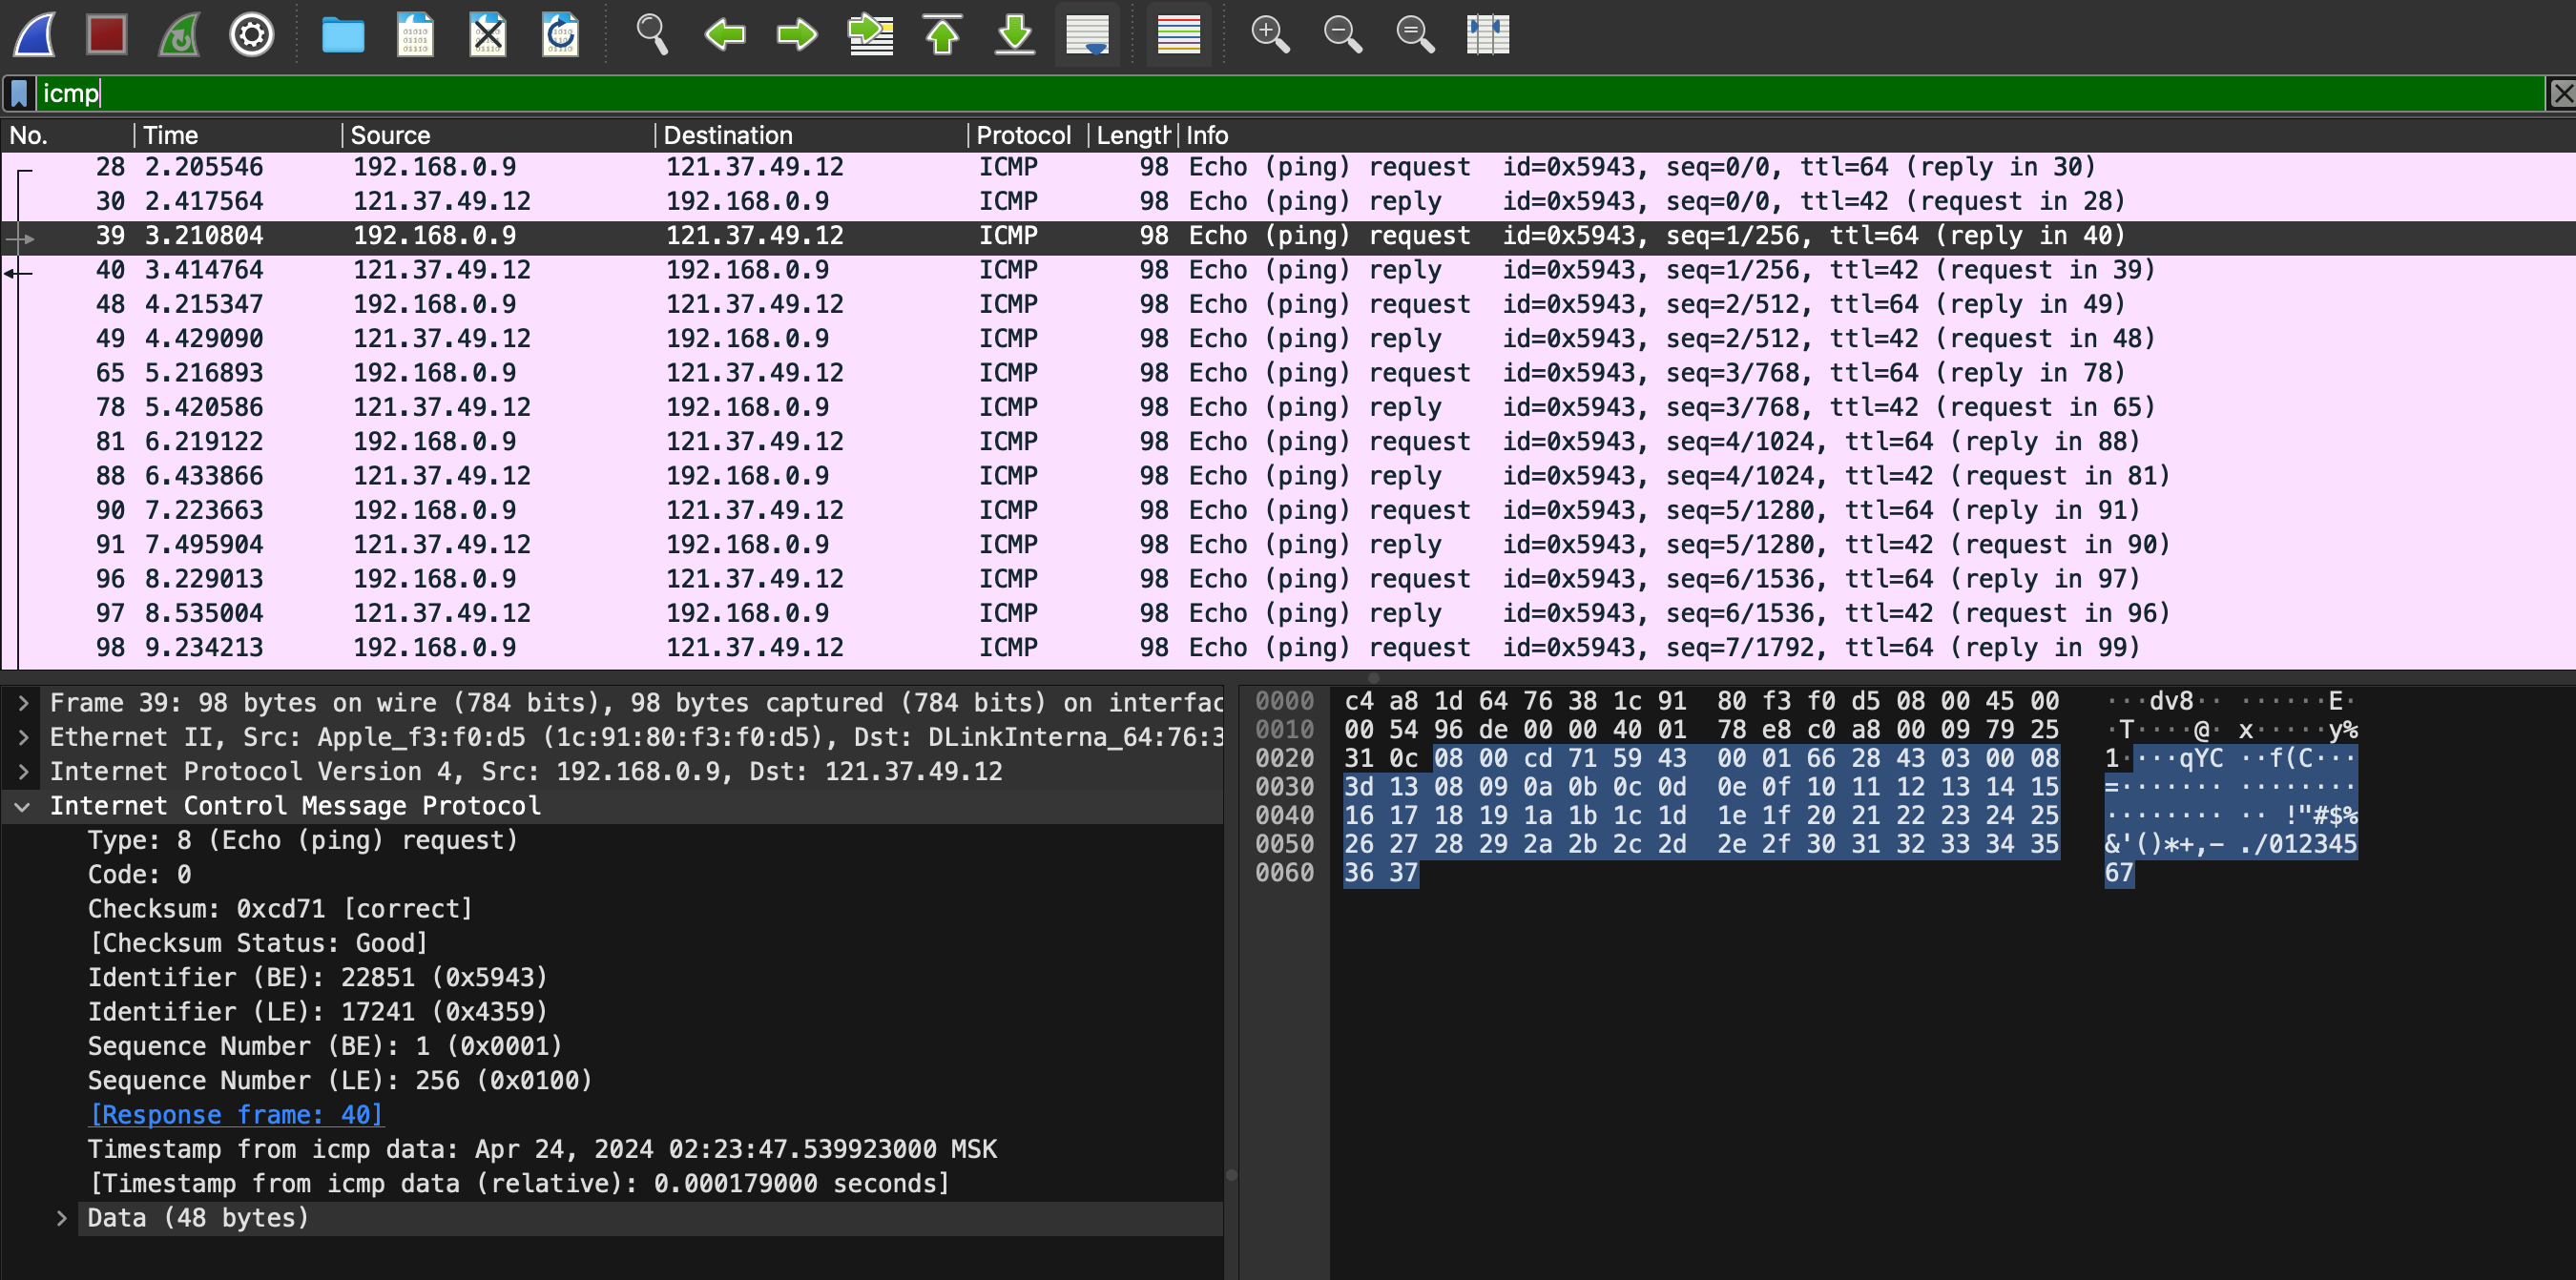 icmp
No. Time Source Destination Protocol Length Info
28 2.205546 192.168.0.9 121.37.49.12 ICMP 98 Echo (ping) request id=0x5943, seq=0/0, ttl=64 (reply in 30)
30 2.417564 121.37.49.12 192.168.0.9 ICMP 98 Echo (ping) reply id=0x5943, seq=0/0, ttl=42 (request in 28)
39 3.210804 192.168.0.9 121.37.49.12 ICMP 98 Echo (ping) request id=0x5943, seq=1/256, ttl=64 (reply in 40)
40 3.414764 121.37.49.12 192.168.0.9 ICMP 98 Echo (ping) reply id=0x5943, seq=1/256, ttl=42 (request in 39)
48 4.215347 192.168.0.9 121.37.49.12 ICMP 98 Echo (ping) request id=0x5943, seq=2/512, ttl=64 (reply in 49)
49 4.429090 121.37.49.12 192.168.0.9 ICMP 98 Echo (ping) reply id=0x5943, seq=2/512, ttl=42 (request in 48)
65 5.216893 192.168.0.9 121.37.49.12 ICMP 98 Echo (ping) request id=0x5943, seq=3/768, ttl=64 (reply in 78)
78 5.420586 121.37.49.12 192.168.0.9 ICMP 98 Echo (ping) reply id=0x5943, seq=3/768, ttl=42 (request in 65)
81 6.219122 192.168.0.9 121.37.49.12 ICMP 98 Echo (ping) request id=0x5943, seq=4/1024, ttl=64 (reply in 88)
88 6.433866 121.37.49.12 192.168.0.9 ICMP 98 Echo (ping) reply id=0x5943, seq=4/1024, ttl=42 (request in 81)
90 7.223663 192.168.0.9 121.37.49.12 ICMP 98 Echo (ping) request id=0x5943, seq=5/1280, ttl=64 (reply in 91)
91 7.495904 121.37.49.12 192.168.0.9 ICMP 98 Echo (ping) reply id=0x5943, seq=5/1280, ttl=42 (request in 90)
96 8.229013 192.168.0.9 121.37.49.12 ICMP 98 Echo (ping) request id=0x5943, seq=6/1536, ttl=64 (reply in 97)
97 8.535004 121.37.49.12 192.168.0.9 ICMP 98 Echo (ping) reply id=0x5943, seq=6/1536, ttl=42 (request in 96)
98 9.234213 192.168.0.9 121.37.49.12 ICMP 98 Echo (ping) request id=0x5943, seq=7/1792, ttl=64 (reply in 99)
Frame 39: 98 bytes on wire (784 bits), 98 bytes captured (784 bits) on interfac
Ethernet II, Src: Apple_f3:f0:d5 (1c:91:80:f3:f0:d5), Dst: DLinkInterna_64:76:3
Internet Protocol Version 4, Src: 192.168.0.9, Dst: 121.37.49.12
Internet Control Message Protocol
Type: 8 (Echo (ping) request)
Code: 0
Checksum: 0xcd71 [correct]
[Checksum Status: Good]
Identifier (BE): 22851 (0x5943)
Identifier (LE): 17241 (0x4359)
Sequence Number (BE): 1 (0x0001)
Sequence Number (LE): 256 (0x0100)
[Response frame: 40]
Timestamp from icmp data: Apr 24, 2024 02:23:47.539923000 MSK
[Timestamp from icmp data (relative): 0.000179000 seconds]
Data (48 bytes)
0000 c4 a8 1d 64 76 38 1c 91 80 f3 f0 d5 08 00 45 00 ···dv8·· ······E·
0010 00 54 96 de 00 00 40 01 78 e8 c0 a8 00 09 79 25 ·T····@· x·····y%
0020 31 0c 08 00 cd 71 59 43 00 01 66 28 43 03 00 08 1····qYC ··f(C···
0030 3d 13 08 09 0a 0b 0c 0d 0e 0f 10 11 12 13 14 15 =······· ········
0040 16 17 18 19 1a 1b 1c 1d 1e 1f 20 21 22 23 24 25 ········ ·· !"#$%
0050 26 27 28 29 2a 2b 2c 2d 2e 2f 30 31 32 33 34 35 &'()*+,- ./012345
0060 36 37 67